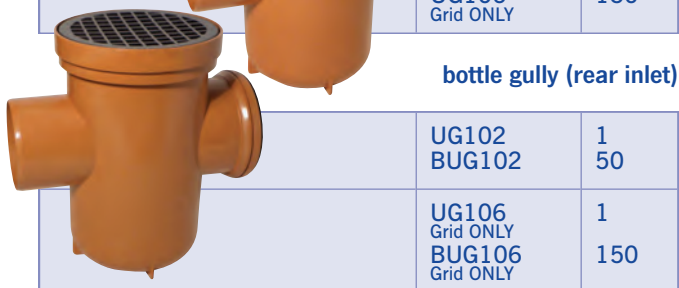 Grid ONLY
bottle gully (rear inlet)
UG102 1
BUG102 50
UG106 1
Grid ONLY
BUG106 150
Grid ONLY